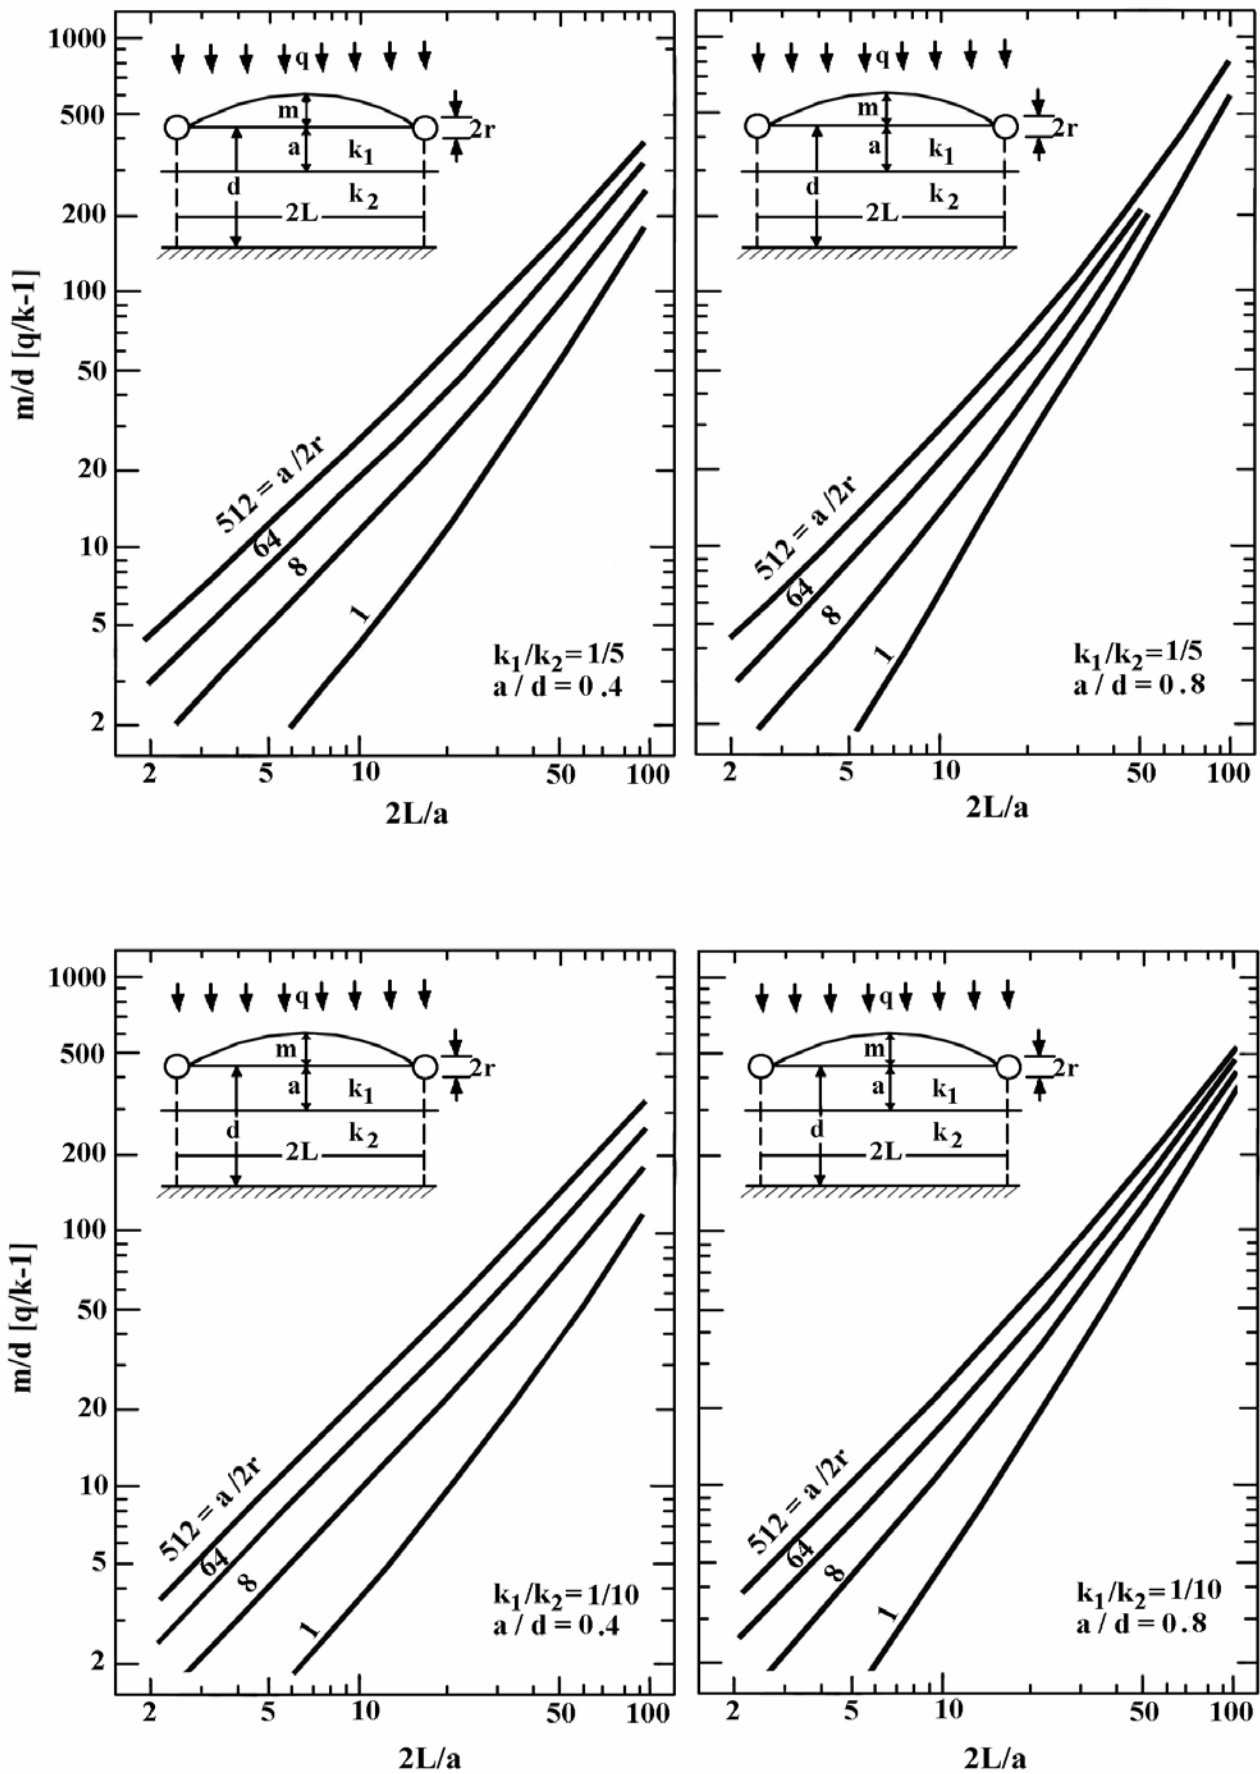 1000
500
200
100
50
20
10
5
2
m/d [q/k-1]
q
m
a
k1
d
k2
2L
2r
512 = a/2r
64
8
1
k1/k2 = 1/5
a / d = 0.4
2 5 10 50 100
2L/a
q
m
a
k1
d
k2
2L
2r
512 = a/2r
64
8
1
k1/k2 = 1/5
a / d = 0.8
2 5 10 50 100
2L/a
1000
500
200
100
50
20
10
5
2
m/d [q/k-1]
q
m
a
k1
d
k2
2L
2r
512 = a/2r
64
8
1
k1/k2 = 1/10
a / d = 0.4
2 5 10 50 100
2L/a
q
m
a
k1
d
k2
2L
2r
512 = a/2r
64
8
1
k1/k2 = 1/10
a / d = 0.8
2 5 10 50 100
2L/a